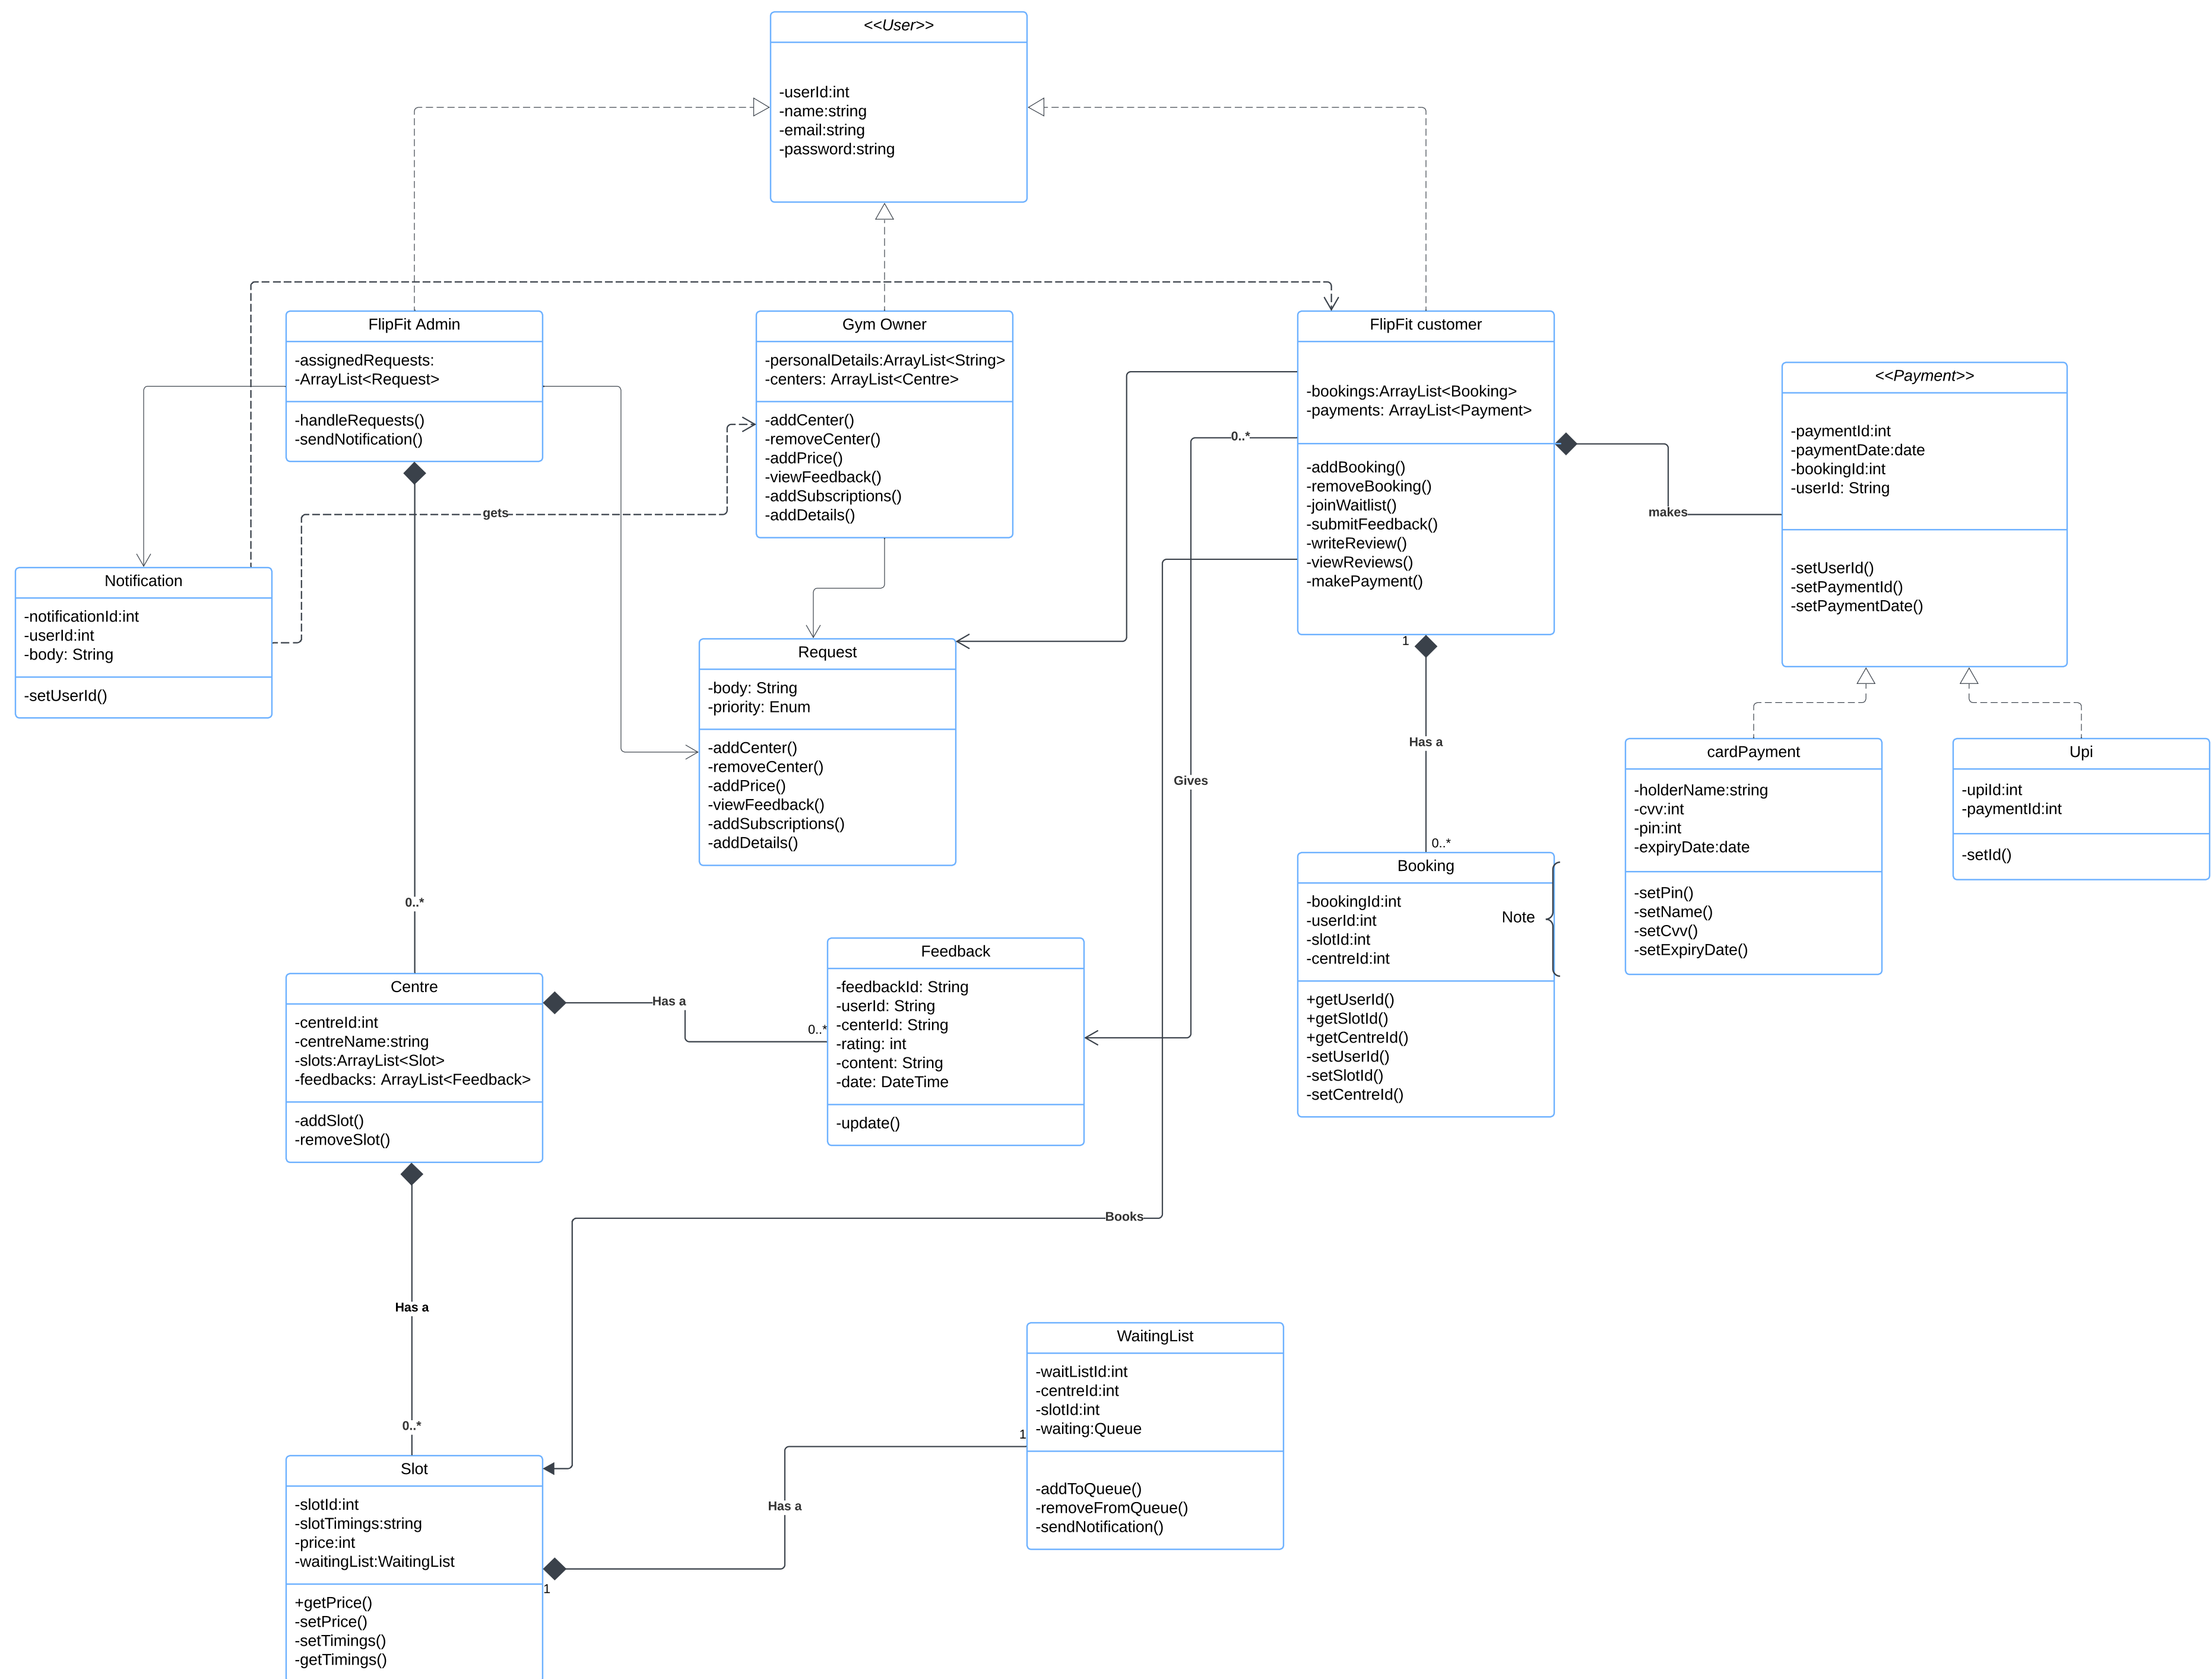 <<User>>
-userId:int
-name:string
-email:string
-password:string
FlipFit Admin
-assignedRequests:
-ArrayList<Request>
-handleRequests()
-sendNotification()
Gym Owner
-personalDetails:ArrayList<String>
-centers: ArrayList<Centre>
-addCenter()
-removeCenter()
-addPrice()
-viewFeedback()
-addSubscriptions()
-addDetails()
FlipFit customer
-bookings:ArrayList<Booking>
-payments: ArrayList<Payment>
-addBooking()
-removeBooking()
-joinWaitlist()
-submitFeedback()
-writeReview()
-viewReviews()
-makePayment()
<<Payment>>
-paymentId:int
-paymentDate:date
-bookingId:int
-userId: String
-setUserId()
-setPaymentId()
-setPaymentDate()
0..*
gets
makes
Notification
-notificationId:int
-userId:int
-body: String
-setUserId()
Request
-body: String
-priority: Enum
-addCenter()
-removeCenter()
-addPrice()
-viewFeedback()
-addSubscriptions()
-addDetails()
1
Has a
0..*
Gives
cardPayment
-holderName:string
-cvv:int
-pin:int
-expiryDate:date
-setPin()
-setName()
-setCvv()
-setExpiryDate()
Upi
-upiId:int
-paymentId:int
-setId()
Booking
-bookingId:int
-userId:int
-slotId:int
-centreId:int
Note
+getUserId()
+getSlotId()
+getCentreId()
-setUserId()
-setSlotId()
-setCentreId()
0..*
Centre
-centreId:int
-centreName:string
-slots:ArrayList<Slot>
-feedbacks: ArrayList<Feedback>
-addSlot()
-removeSlot()
Has a
0..*
Feedback
-feedbackId: String
-userId: String
-centerId: String
-rating: int
-content: String
-date: DateTime
-update()
Books
Has a
0..*
WaitingList
-waitListId:int
-centreId:int
-slotId:int
-waiting:Queue
-addToQueue()
-removeFromQueue()
-sendNotification()
1
Has a
1
Slot
-slotId:int
-slotTimings:string
-price:int
-waitingList:WaitingList
+getPrice()
-setPrice()
-setTimings()
-getTimings()